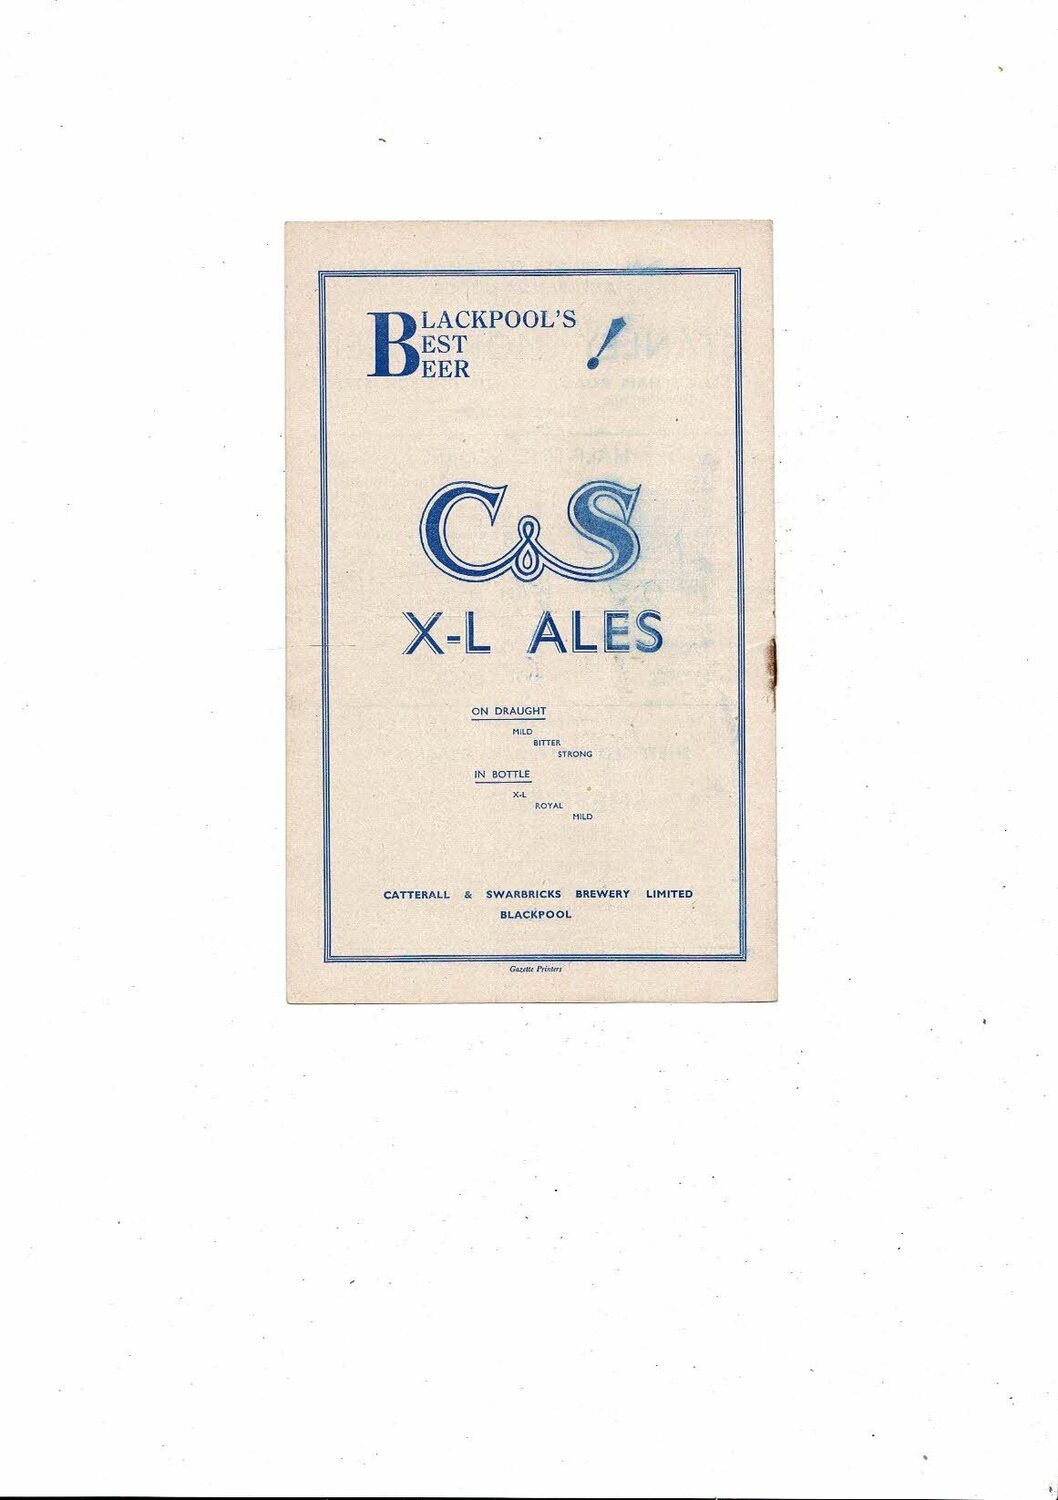 BLACKPOOL'S
BEST
BEER !
C&S
X-L ALES
ON DRAUGHT
MILD
BITTER
STRONG
IN BOTTLE
X-L
ROYAL
MILD
CATTERALL & SWARBRICKS BREWERY LIMITED
BLACKPOOL
Gazette Printers